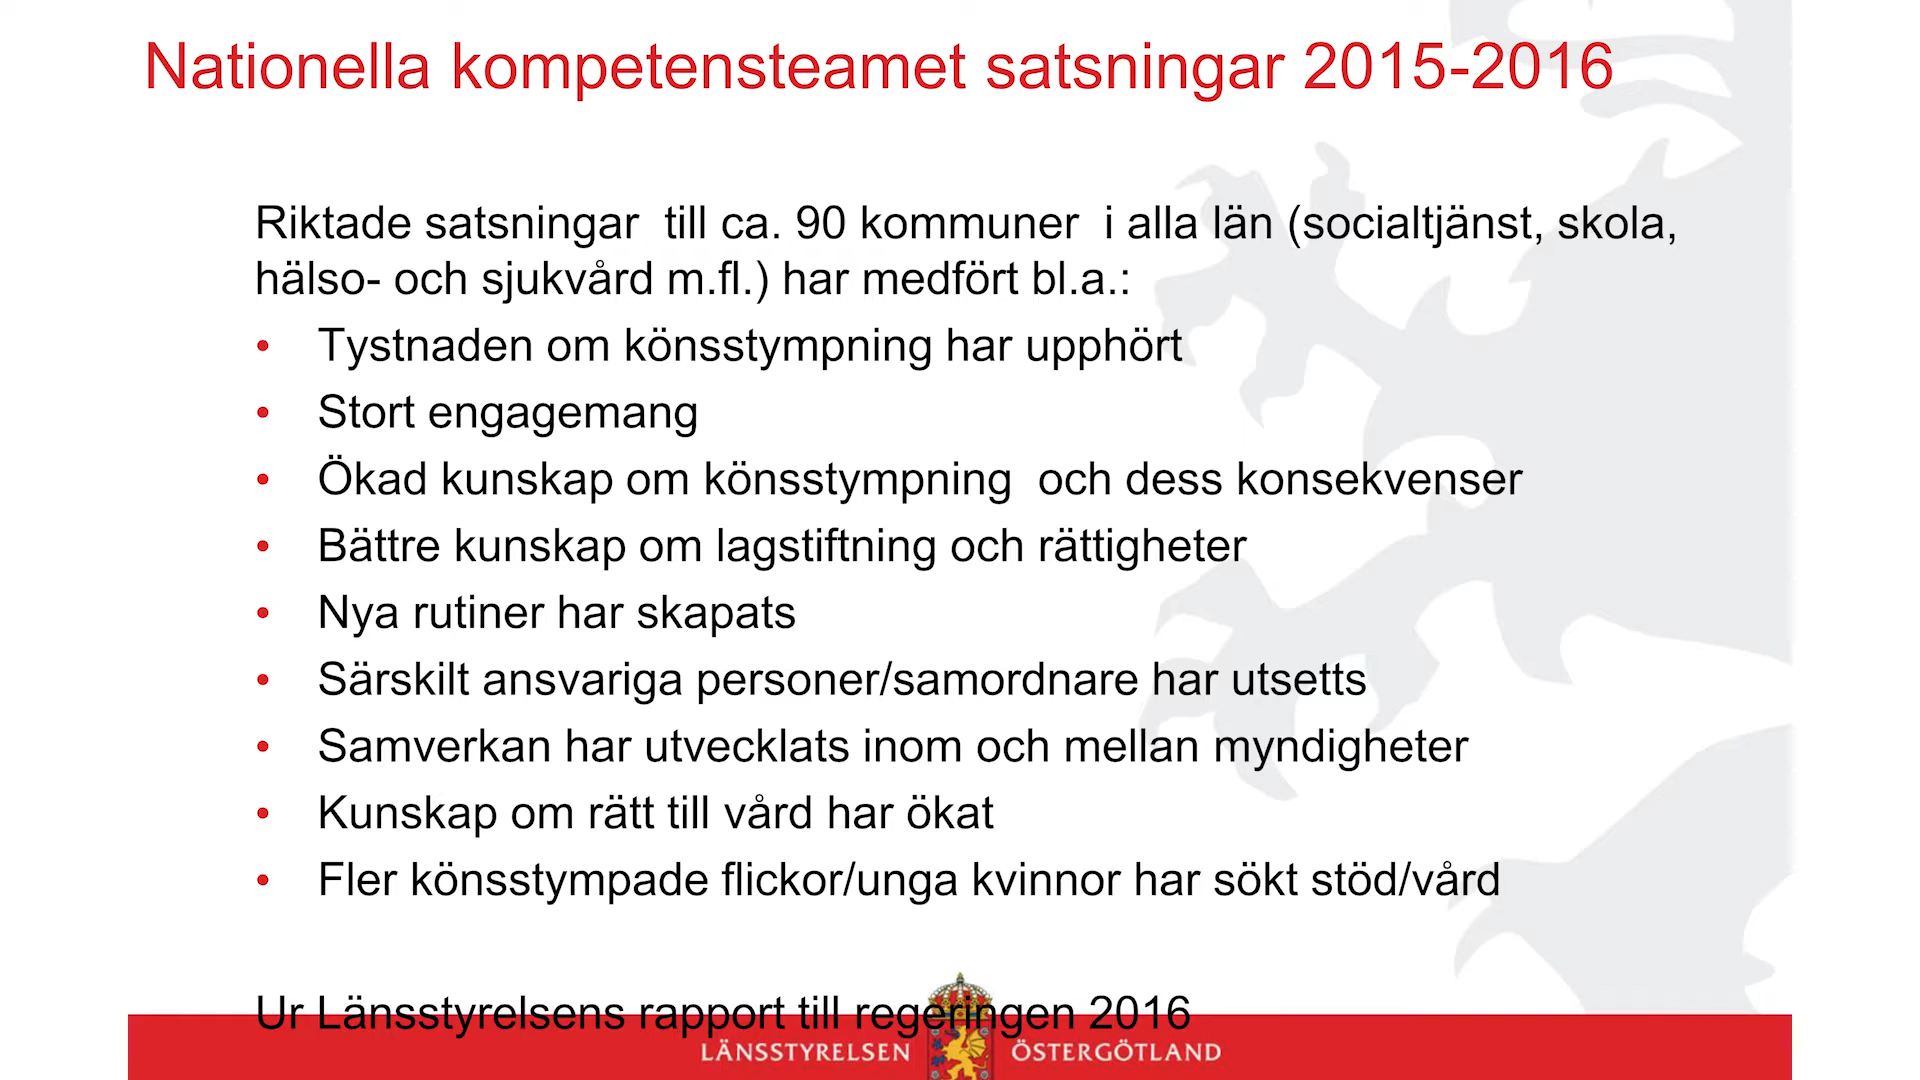 Nationella kompetensteamet satsningar 2015-2016
Riktade satsningar till ca. 90 kommuner i alla län (socialtjänst, skola,
hälso- och sjukvård m.fl.) har medfört bl.a.:
• Tystnaden om könsstympning har upphört
• Stort engagemang
• Ökad kunskap om könsstympning och dess konsekvenser
• Bättre kunskap om lagstiftning och rättigheter
• Nya rutiner har skapats
• Särskilt ansvariga personer/samordnare har utsetts
• Samverkan har utvecklats inom och mellan myndigheter
• Kunskap om rätt till vård har ökat
• Fler könsstympade flickor/unga kvinnor har sökt stöd/vård
Ur Länsstyrelsens rapport till regeringen 2016
LÄNSSTYRELSEN ÖSTERGÖTLAND